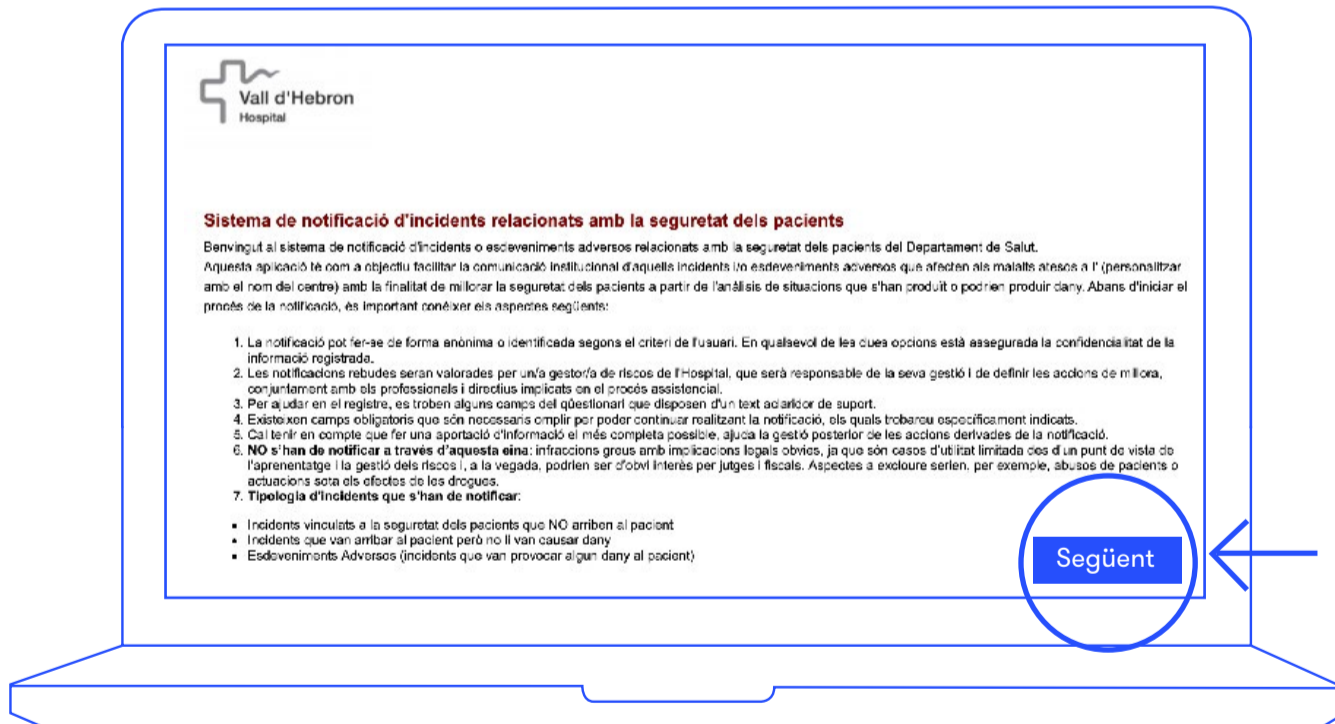 Vall d'Hebron
Hospital
Sistema de notificació d'incidents relacionats amb la seguretat dels pacients
Benvingut al sistema de notificació d'incidents o esdeveniments adversos relacionats amb la seguretat dels pacients del Departament de Salut.
Aquesta aplicació té com a objectiu facilitar la comunicació institucional d'aquells incidents i/o esdeveniments adversos que afecten als malalts atesos a l' (personalitzar
amb el nom del centre) amb la finalitat de millorar la seguretat dels pacients a partir de l'anàlisi de situacions que s'han produït o podrien produir dany. Abans d'iniciar el
procés de la notificació, és important conèixer els aspectes següents:
1. La notificació pot fer-se de forma anònima o identificada segons el criteri de l'usuari. En qualsevol de les dues opcions està assegurada la confidencialitat de la
informació registrada.
2. Les notificacions rebudes seran valorades per un/a gestor/a de riscos de l'Hospital, que serà responsable de la seva gestió i de definir les accions de millora,
conjuntament amb els professionals i directius implicats en el procés assistencial.
3. Per ajudar en el registre, es troben alguns camps del qüestionari que disposen d'un text aclaridor de suport.
4. Existeixen camps obligatoris que són necessaris omplir per poder continuar realitzant la notificació, els quals trobareu específicament indicats.
5. Cal tenir en compte que fer una aportació d'informació el més completa possible, ajuda la gestió posterior de les accions derivades de la notificació.
6. NO s'han de notificar a través d'aquesta eina: infraccions greus amb implicacions legals obvies, ja que són casos d'utilitat limitada des d'un punt de vista de
l'aprenentatge i la gestió dels riscos i, a la vegada, podrien ser d'obvi interès per jutges i fiscals. Aspectes a excloure serien, per exemple, abusos de pacients o
actuacions sota els efectes de les drogues.
7. Tipologia d'incidents que s'han de notificar:
▪ Incidents vinculats a la seguretat dels pacients que NO arriben al pacient
▪ Incidents que van arribar al pacient però no li van causar dany
▪ Esdeveniments Adversos (incidents que van provocar algun dany al pacient)
Següent